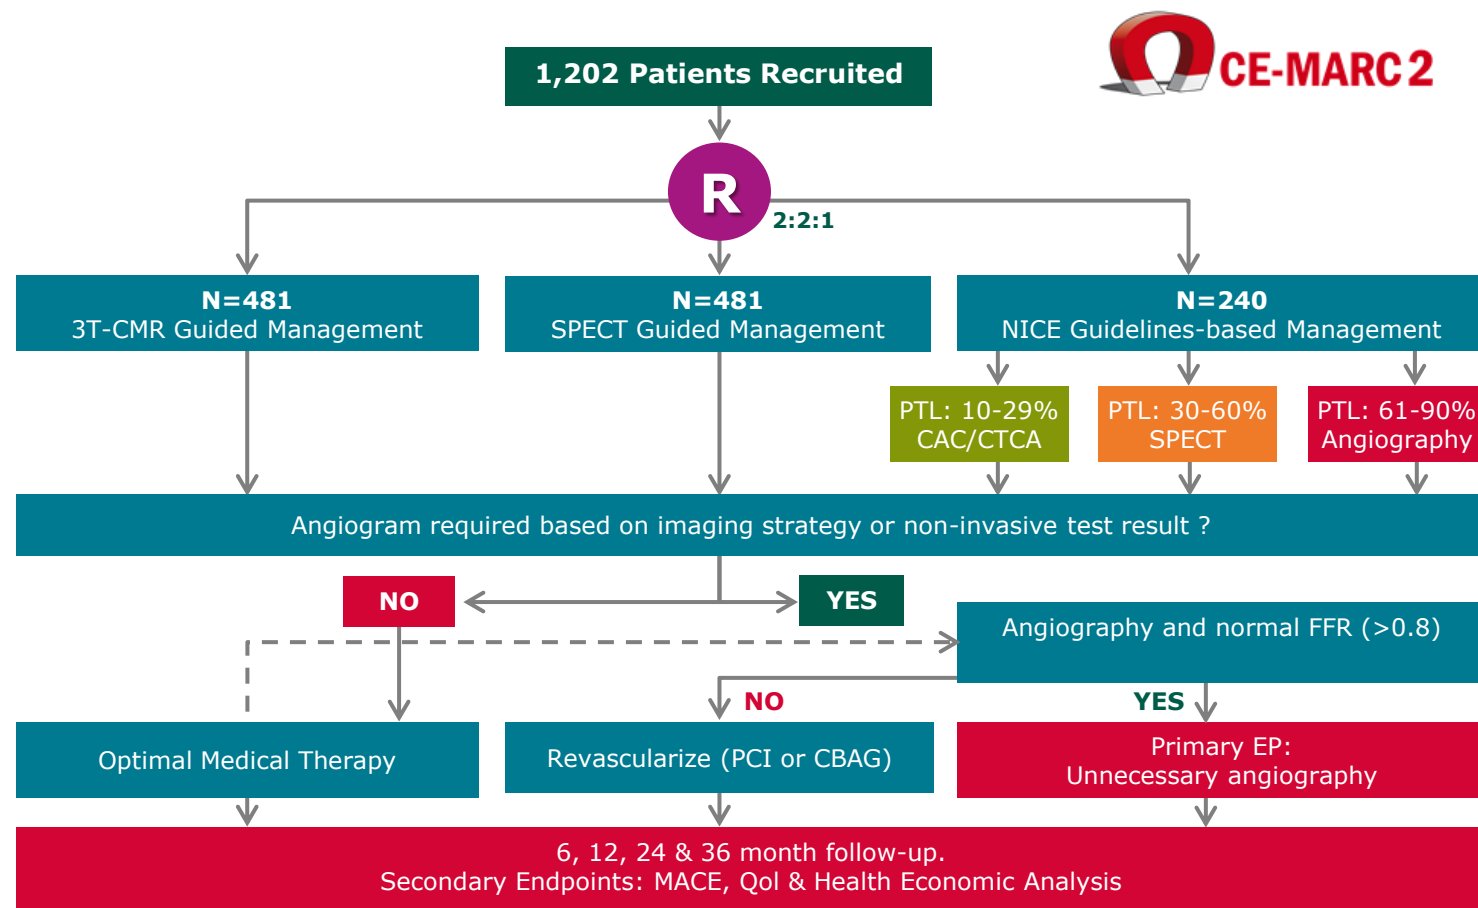 1,202 Patients Recruited
CE-MARC 2
R
2:2:1
N=481
3T-CMR Guided Management
N=481
SPECT Guided Management
N=240
NICE Guidelines-based Management
PTL: 10-29%
CAC/CTCA
PTL: 30-60%
SPECT
PTL: 61-90%
Angiography
Angiogram required based on imaging strategy or non-invasive test result ?
NO
YES
Angiography and normal FFR (>0.8)
NO
YES
Optimal Medical Therapy
Revascularize (PCI or CBAG)
Primary EP:
Unnecessary angiography
6, 12, 24 & 36 month follow-up.
Secondary Endpoints: MACE, Qol & Health Economic Analysis